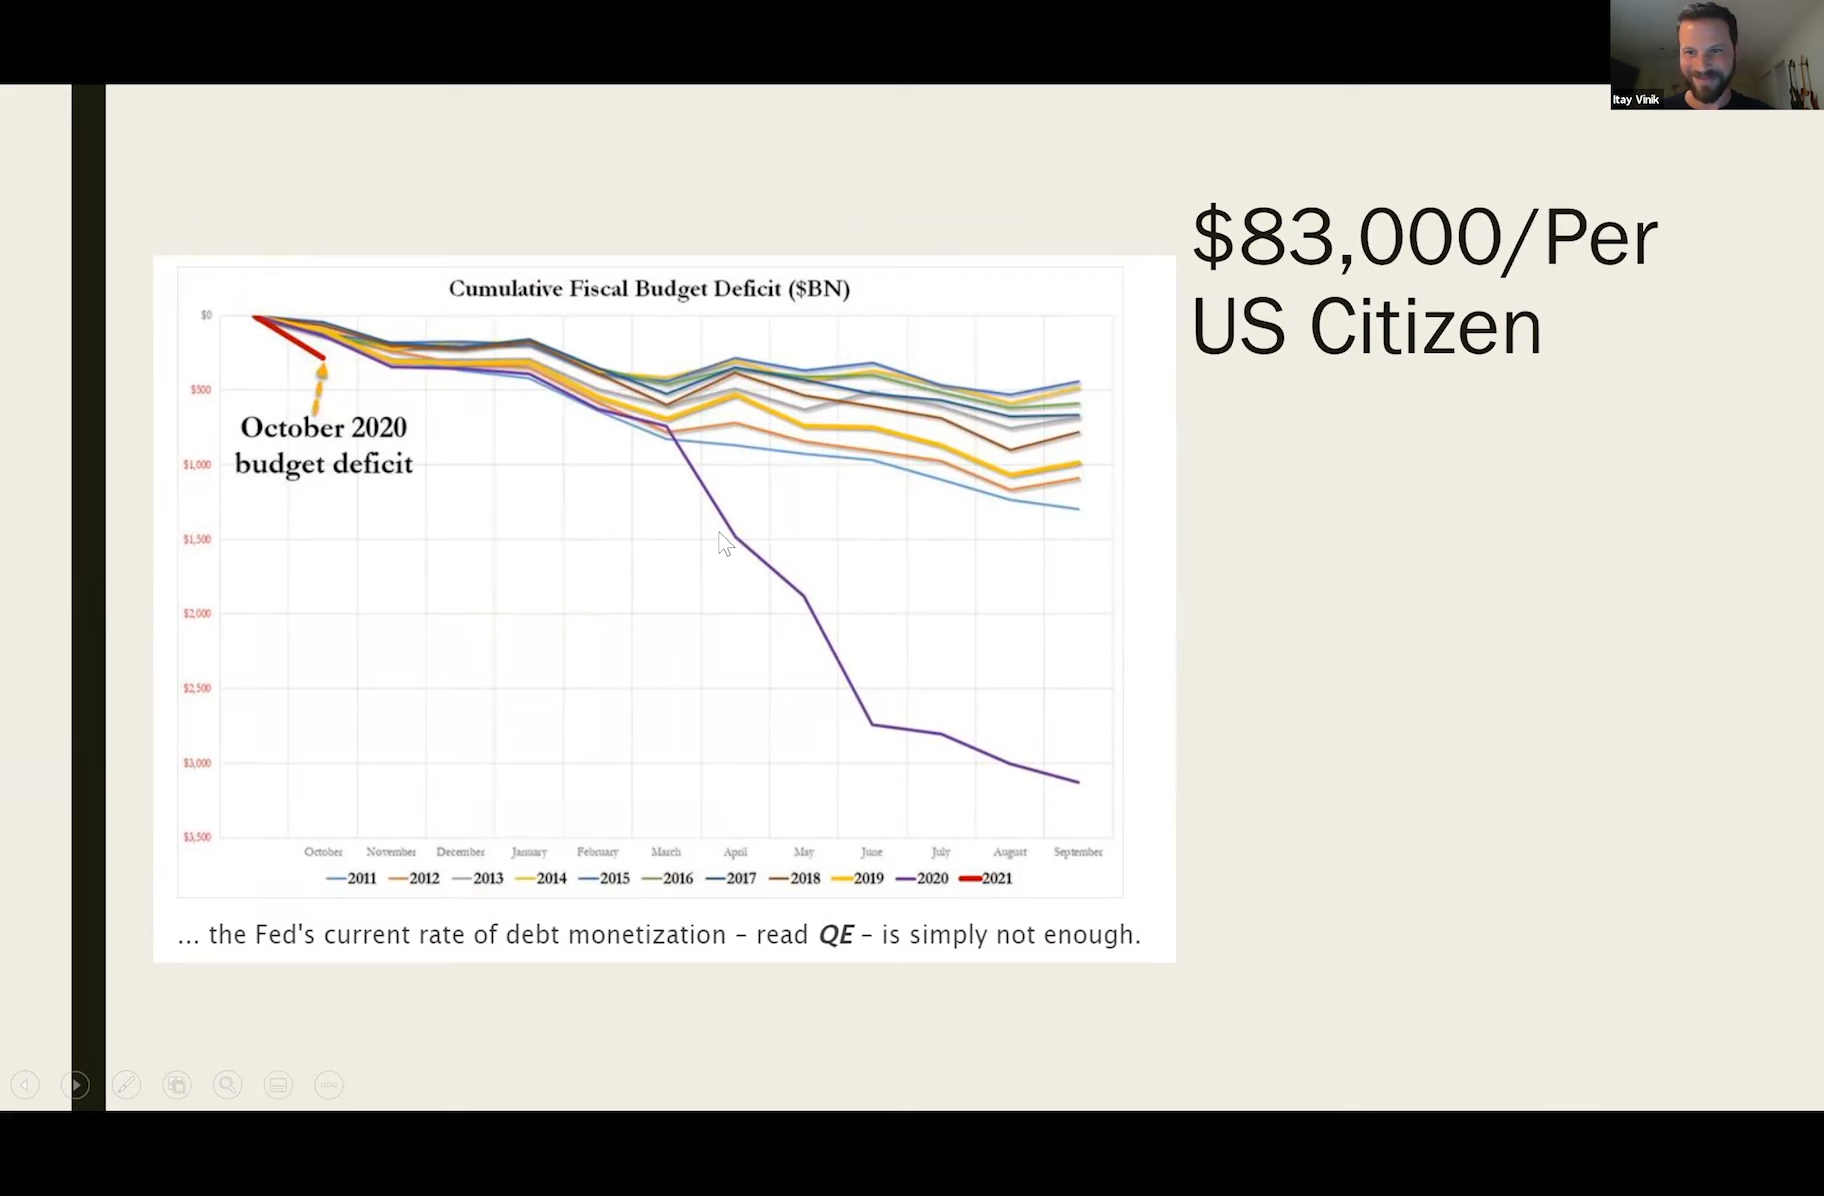 Itay Vinik
$83,000/Per
US Citizen
Cumulative Fiscal Budget Deficit ($BN)
$0
$500
$1,000
$1,500
$2,000
$2,500
$3,000
$3,500
October 2020
budget deficit
October November December January February March April May June July August September
2011 2012 2013 2014 2015 2016 2017 2018 2019 2020 2021
... the Fed's current rate of debt monetization – read QE – is simply not enough.